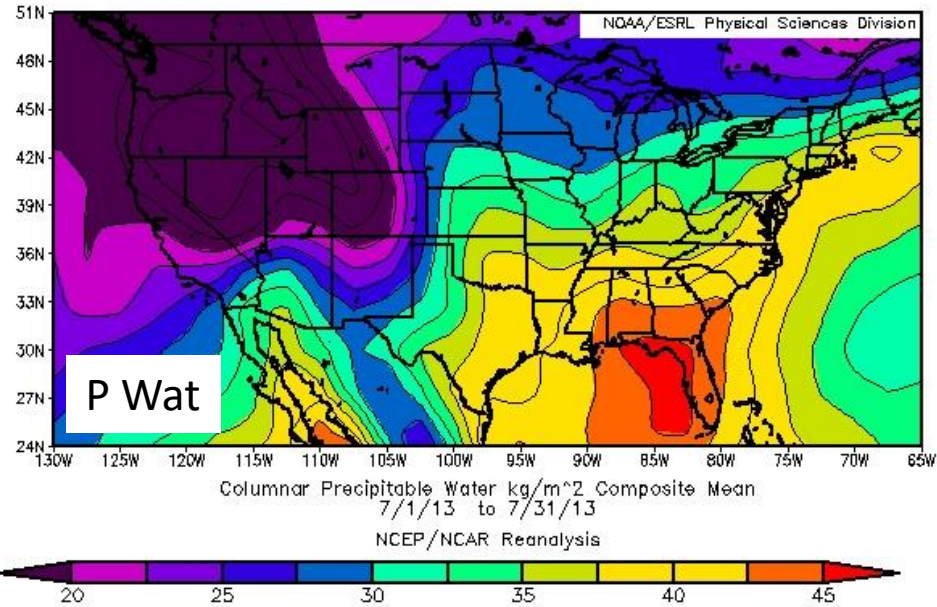 51N
NOAA/ESRL Physical Sciences Division
48N
45N
42N
39N
36N
33N
30N
P Wat
27N
24N
130W 125W 120W 115W 110W 105W 100W 95W 90W 85W 80W 75W 70W 65W
Columnar Precipitable Water kg/m^2 Composite Mean
7/1/13 to 7/31/13
NCEP/NCAR Reanalysis
20 25 30 35 40 45